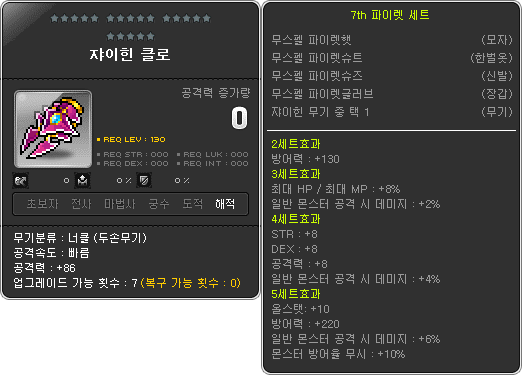 쟈이힌 클로
공격력 증가량
0
REQ LEV : 130
REQ STR : 000
REQ LUK : 000
REQ DEX : 000
REQ INT : 000
0
0 %
0 %
초보자 전사 마법사 궁수 도적 해적
무기분류 : 너클 (두손무기)
공격속도 : 빠름
공격력 : +86
업그레이드 가능 횟수 : 7 (복구 가능 횟수 : 0)
7th 파이렛 세트
무스펠 파이렛햇 (모자)
무스펠 파이렛슈트 (한벌옷)
무스펠 파이렛슈즈 (신발)
무스펠 파이렛글러브 (장갑)
쟈이힌 무기 중 택 1 (무기)
2세트효과
방어력 : +130
3세트효과
최대 HP / 최대 MP : +8%
일반 몬스터 공격 시 데미지 : +2%
4세트효과
STR : +8
DEX : +8
공격력 : +8
일반 몬스터 공격 시 데미지 : +4%
5세트효과
올스탯: +10
방어력 : +220
일반 몬스터 공격 시 데미지 : +6%
몬스터 방어율 무시 : +10%